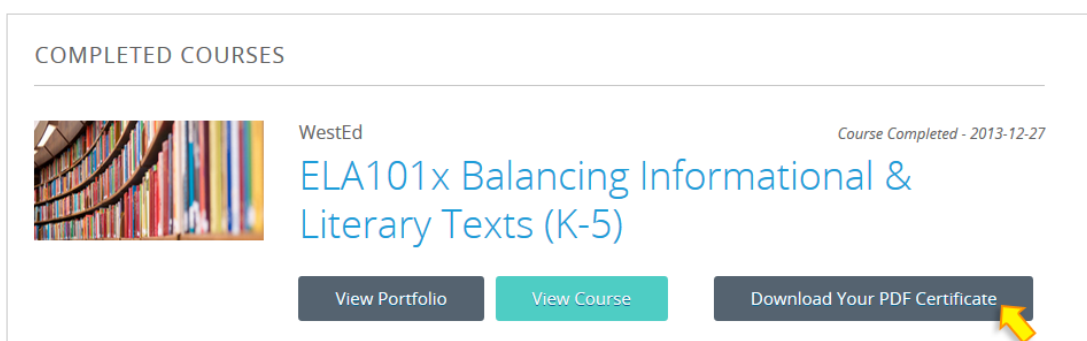 COMPLETED COURSES
WestEd
Course Completed - 2013-12-27
ELA101x Balancing Informational &
Literary Texts (K-5)
View Portfolio
View Course
Download Your PDF Certificate